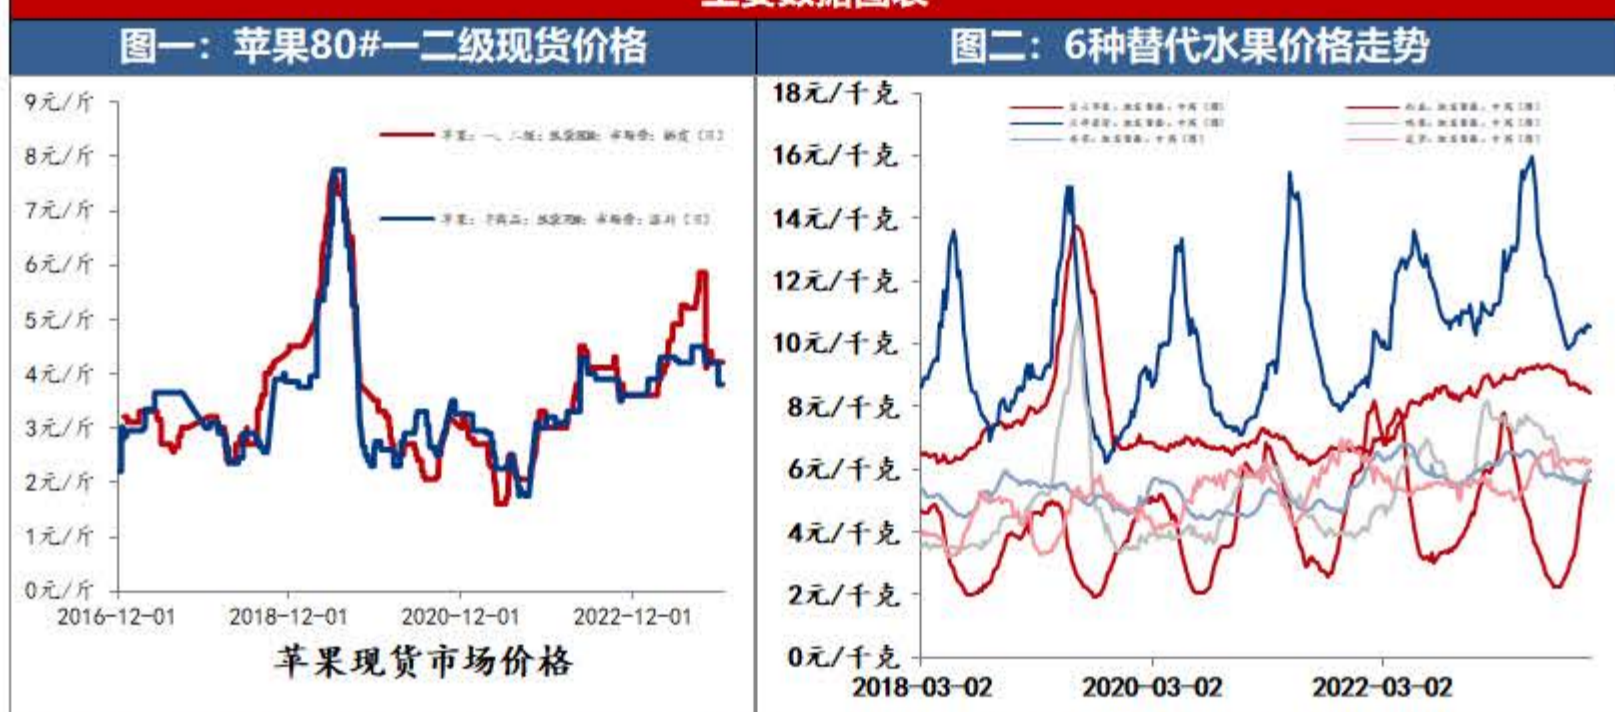 主要数据图表
图一：苹果80#一二级现货价格
图二：6种替代水果价格走势
9元/斤
8元/斤
7元/斤
6元/斤
5元/斤
4元/斤
3元/斤
2元/斤
1元/斤
0元/斤
2016-12-01 2018-12-01 2020-12-01 2022-12-01
苹果现货市场价格
18元/千克
16元/千克
14元/千克
12元/千克
10元/千克
8元/千克
6元/千克
4元/千克
2元/千克
0元/千克
2018-03-02 2020-03-02 2022-03-02